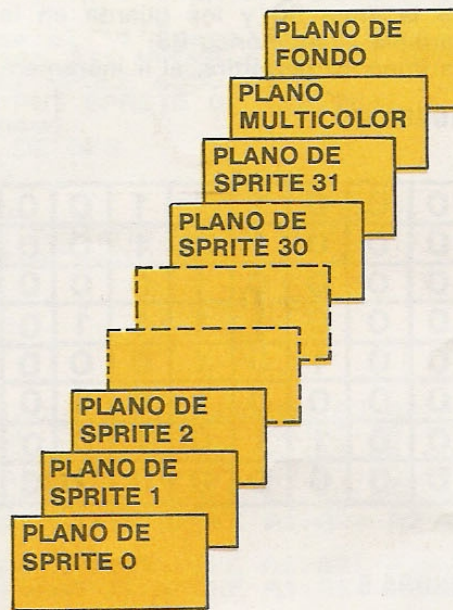 PLANO DE
FONDO
PLANO
MULTICOLOR
PLANO DE
SPRITE 31
PLANO DE
SPRITE 30
PLANO DE
SPRITE 2
PLANO DE
SPRITE 1
PLANO DE
SPRITE 0